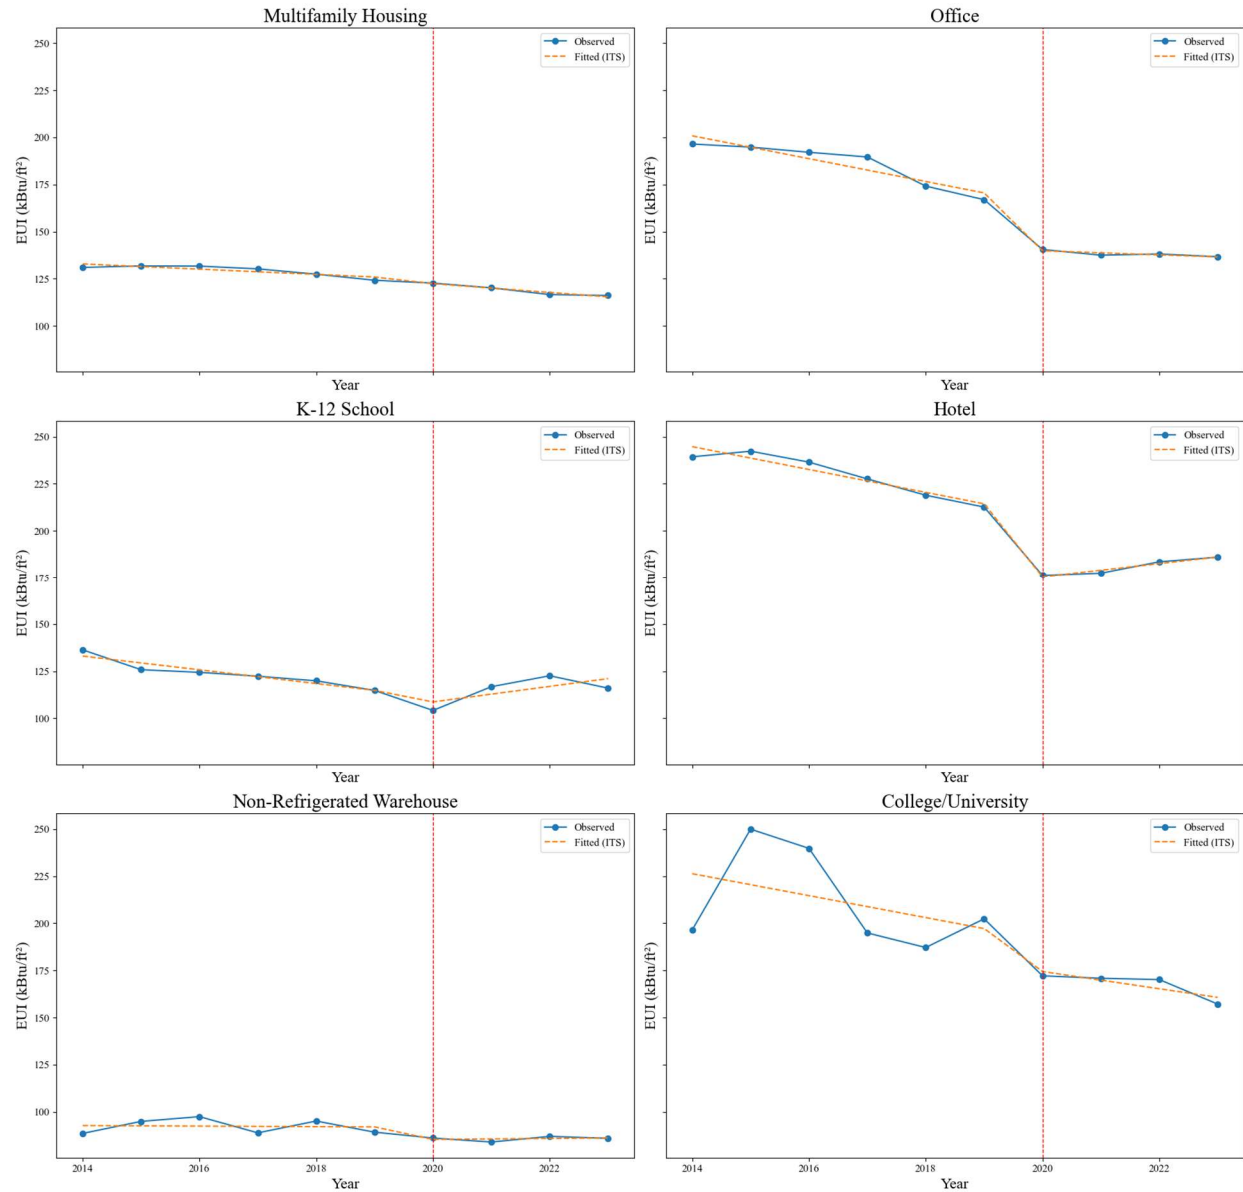 Multifamily Housing
EUI (kBtu/ft²)
250
225
200
175
150
125
100
Observed
Fitted (ITS)
Year
Office
EUI (kBtu/ft²)
Observed
Fitted (ITS)
Year
K-12 School
EUI (kBtu/ft²)
250
225
200
175
150
125
100
Observed
Fitted (ITS)
Year
Hotel
EUI (kBtu/ft²)
Observed
Fitted (ITS)
Year
Non-Refrigerated Warehouse
EUI (kBtu/ft²)
250
225
200
175
150
125
100
Observed
Fitted (ITS)
2014 2016 2018 2020 2022
Year
College/University
EUI (kBtu/ft²)
Observed
Fitted (ITS)
2014 2016 2018 2020 2022
Year